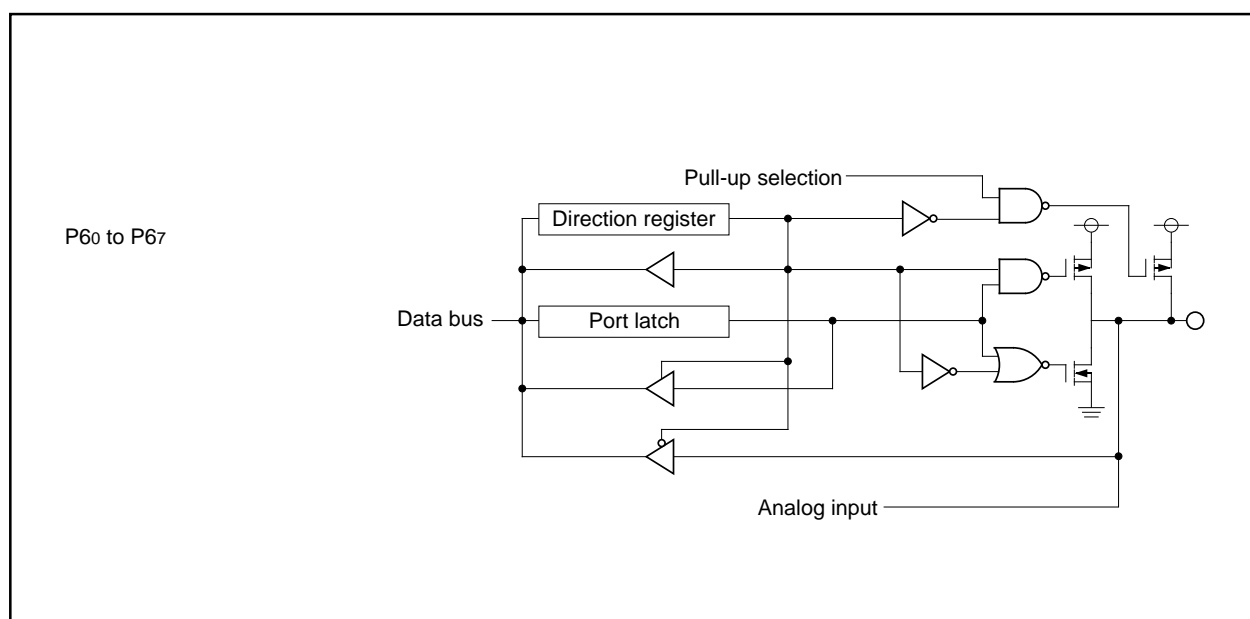 Pull-up selection
Direction register
P60 to P67
Data bus
Port latch
Analog input